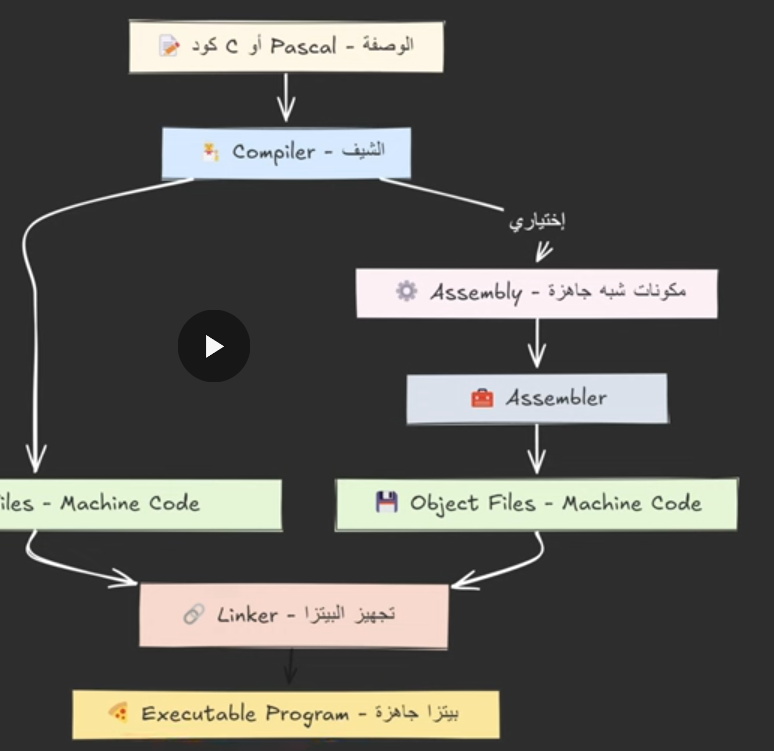 كود C أو Pascal - الوصفة
Compiler - الشيف
إختياري
Assembly - مكونات شبه جاهزة
Assembler
iles - Machine Code
Object Files - Machine Code
Linker - تجهيز البيتزا
Executable Program - بيتزا جاهزة